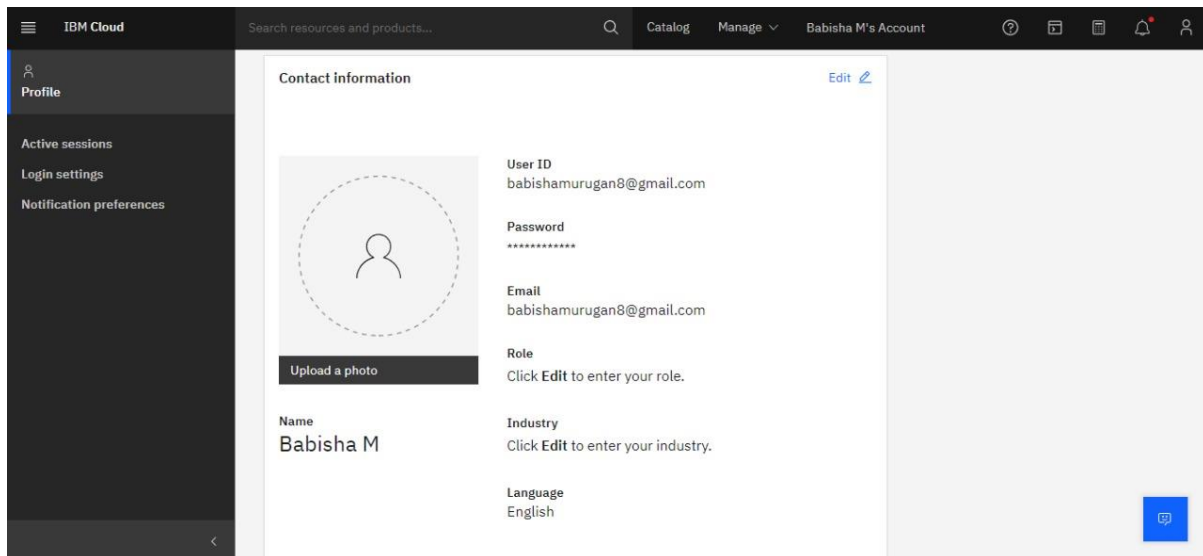 IBM Cloud
Search resources and products...
Catalog
Manage
Babisha M's Account
Profile
Active sessions
Login settings
Notification preferences
Contact information
Edit
Upload a photo
Name
Babisha M
User ID
babishamurugan8@gmail.com
Password
************
Email
babishamurugan8@gmail.com
Role
Click Edit to enter your role.
Industry
Click Edit to enter your industry.
Language
English